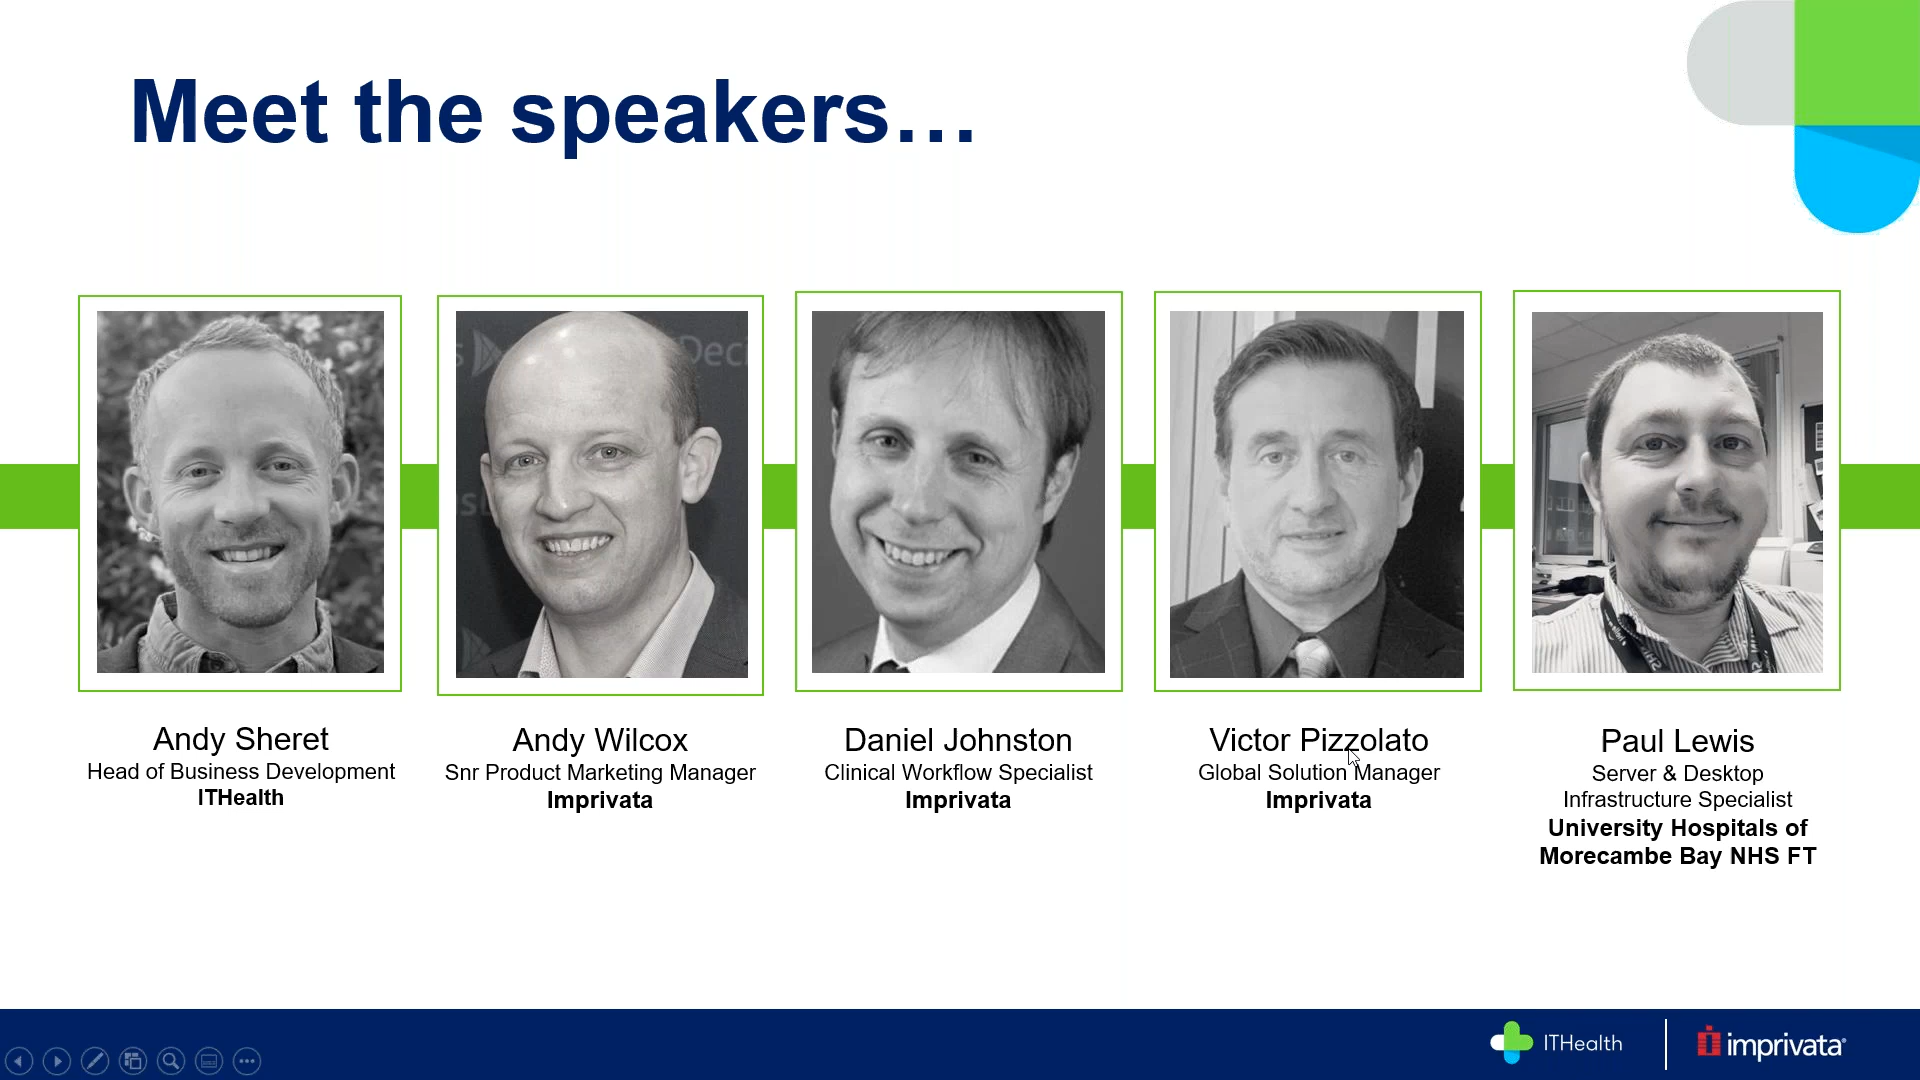 Meet the speakers…
Andy Sheret
Head of Business Development
ITHealth
Andy Wilcox
Snr Product Marketing Manager
Imprivata
Daniel Johnston
Clinical Workflow Specialist
Imprivata
Victor Pizzolato
Global Solution Manager
Imprivata
Paul Lewis
Server & Desktop
Infrastructure Specialist
University Hospitals of
Morecambe Bay NHS FT
ITHealth
imprivata